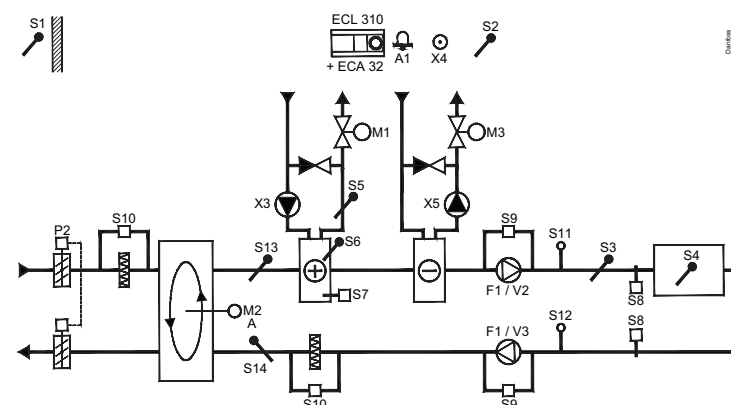 S1
ECL 310
S2
A1
X4
+ ECA 32
Danfoss
M1
M3
X3
S5
X5
P2
S10
S13
S6
S9
S11
S3
S4
S7
F1 / V2
S8
M2
A
S12
S8
F1 / V3
S14
S10
S9